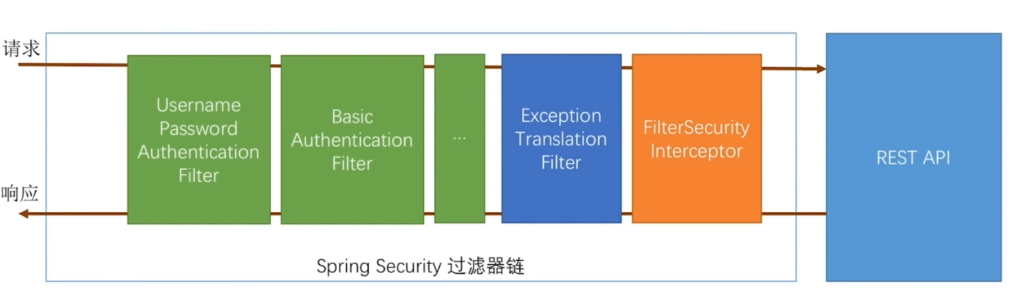 请求
Username
Password
Authentication
Filter
Basic
Authentication
Filter
...
Exception
Translation
Filter
FilterSecurity
Interceptor
REST API
响应
Spring Security 过滤器链